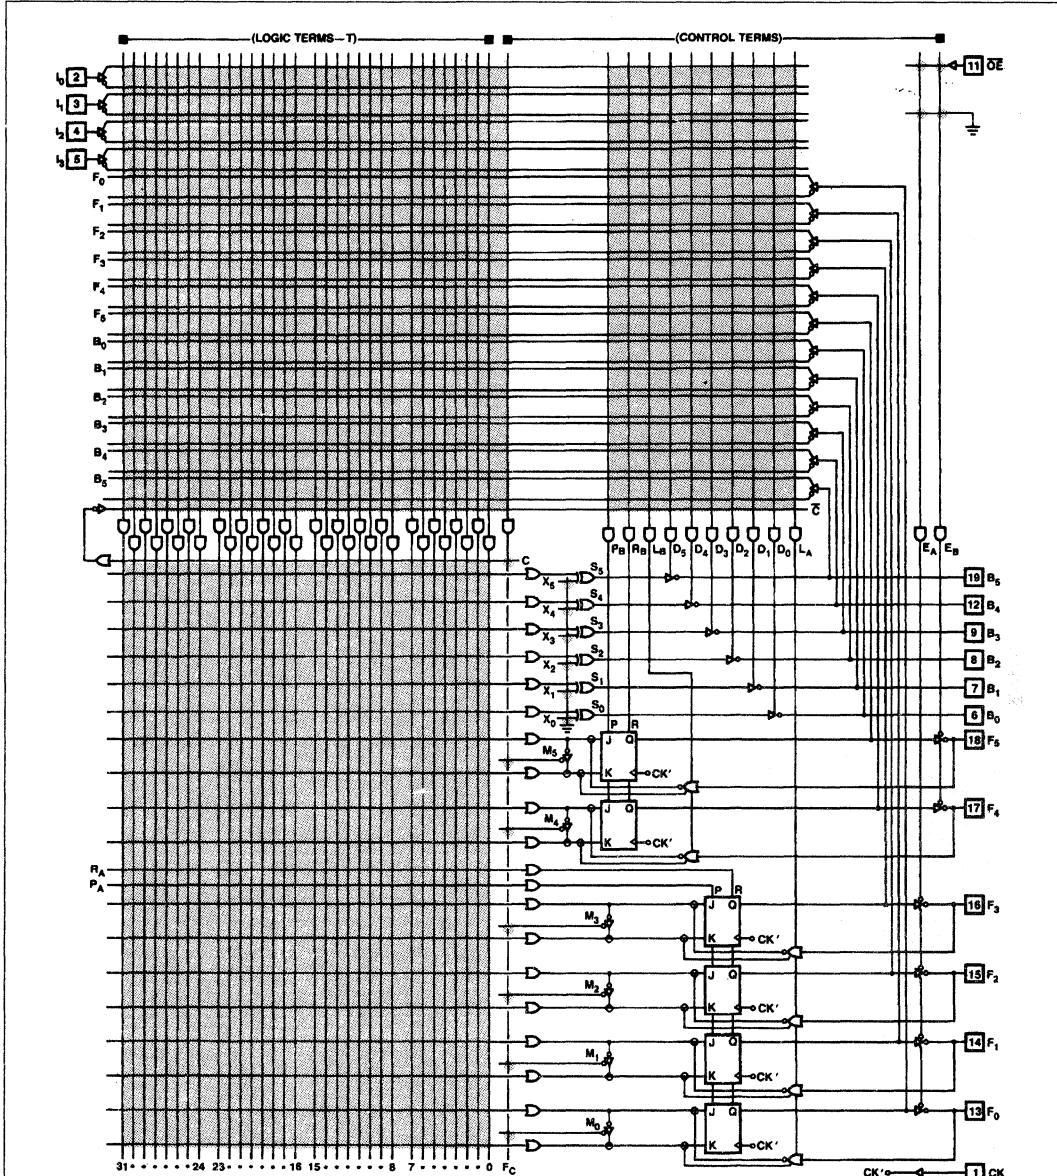 (LOGIC TERMS—T) (CONTROL TERMS)
11 OE
I0 2
I1 3
I2 4
I3 5
F0
F1
F2
F3
F4
F5
B0
B1
B2
B3
B4
B5
C
PB RB LB D5 D4 D3 D2 D1 D0 LA EA EB
C
X5 S5 19 B5
X4 S4 12 B4
X3 S3 9 B3
X2 S2 8 B2
X1 S1 7 B1
X0 S0 6 B0
P R
M5 J Q 18 F5
K CK'
M4 J Q 17 F4
K CK'
RA
PA
P R
M3 J Q 16 F3
K CK'
M2 J Q 15 F2
K CK'
M1 J Q 14 F1
K CK'
M0 J Q 13 F0
K CK'
31 24 23 16 15 8 7 0 FC
CK' 1 CK